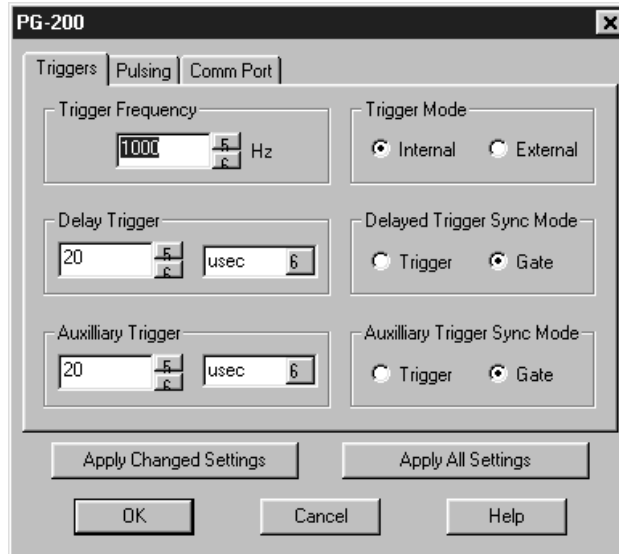 PG-200
Triggers Pulsing Comm Port
Trigger Frequency
1000 Hz
Trigger Mode
Internal External
Delay Trigger
20 usec
Delayed Trigger Sync Mode
Trigger Gate
Auxilliary Trigger
20 usec
Auxilliary Trigger Sync Mode
Trigger Gate
Apply Changed Settings Apply All Settings
OK Cancel Help